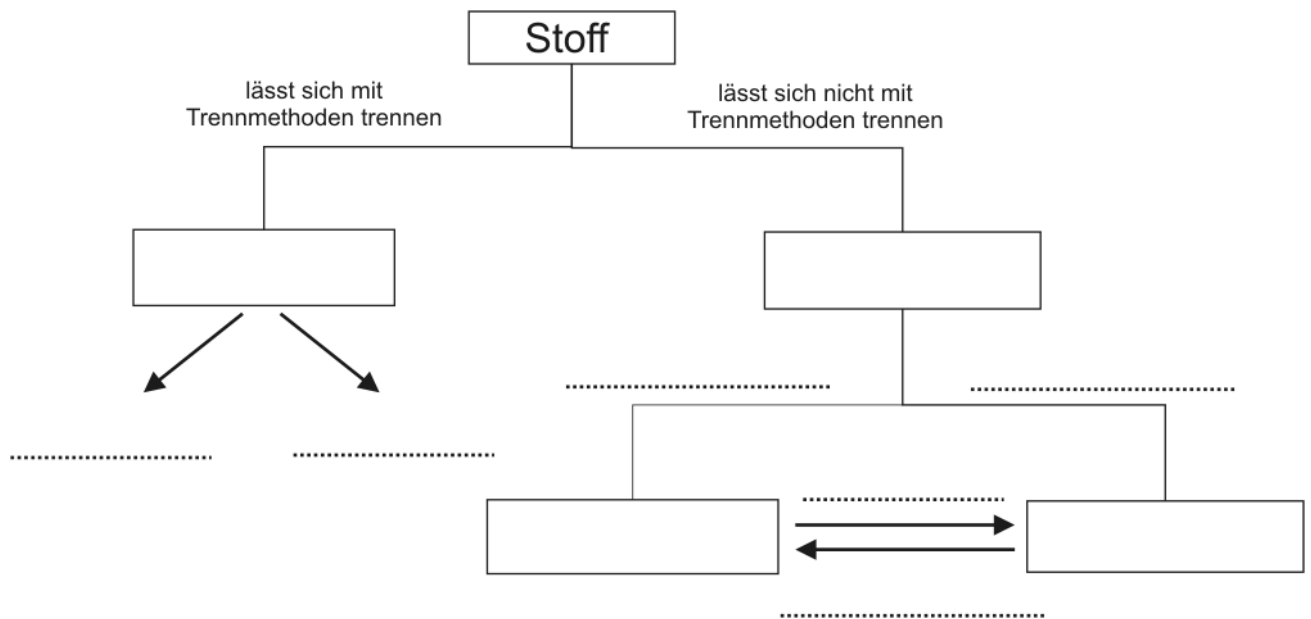 Stoff
lässt sich mit
Trennmethoden trennen
lässt sich nicht mit
Trennmethoden trennen